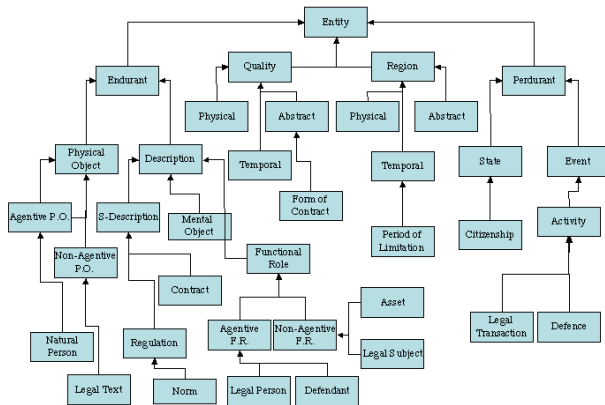 Entity
Quality
Region
Endurant
Perdurant
Physical
Abstract
Physical
Abstract
Physical
Object
Description
Temporal
Temporal
State
Event
Form of
Contract
Agentive P.O.
S-Description
Mental
Object
Activity
Non-Agentive
P.O.
Functional
Role
Period of
Limitation
Citizenship
Contract
Asset
Natural
Person
Regulation
Agentive
F.R.
Non-Agentive
F.R.
Legal
Transaction
Defence
Legal Subject
Legal Text
Norm
Legal Person
Defendant